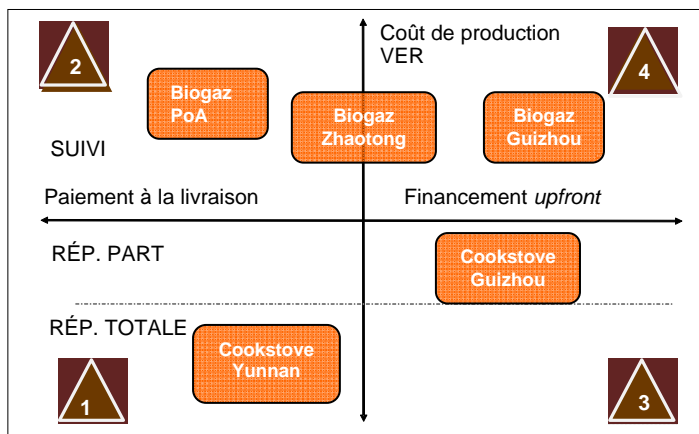 Coût de production
VER
2
4
Biogaz
PoA
Biogaz
Zhaotong
Biogaz
Guizhou
SUIVI
Paiement à la livraison
Financement upfront
RÉP. PART
Cookstove
Guizhou
RÉP. TOTALE
Cookstove
Yunnan
1
3